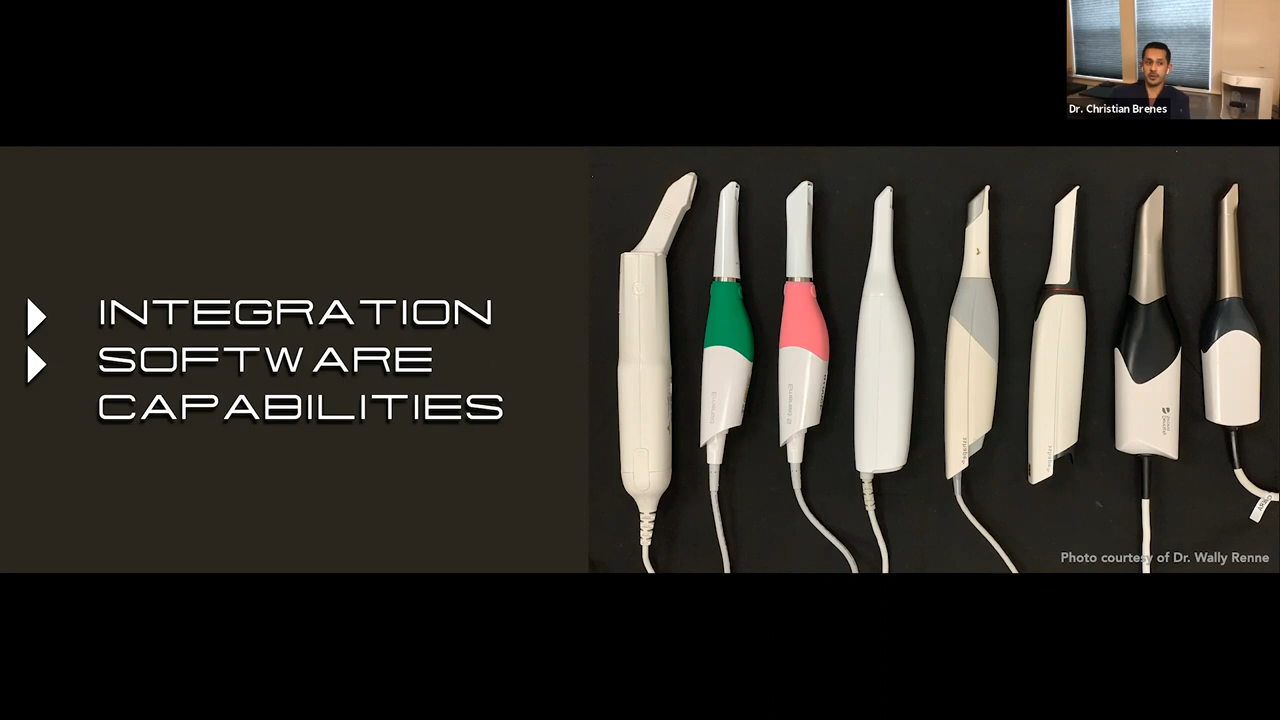 Dr. Christian Brenes
INTEGRATION
SOFTWARE
CAPABILITIES
Photo courtesy of Dr. Wally Renne